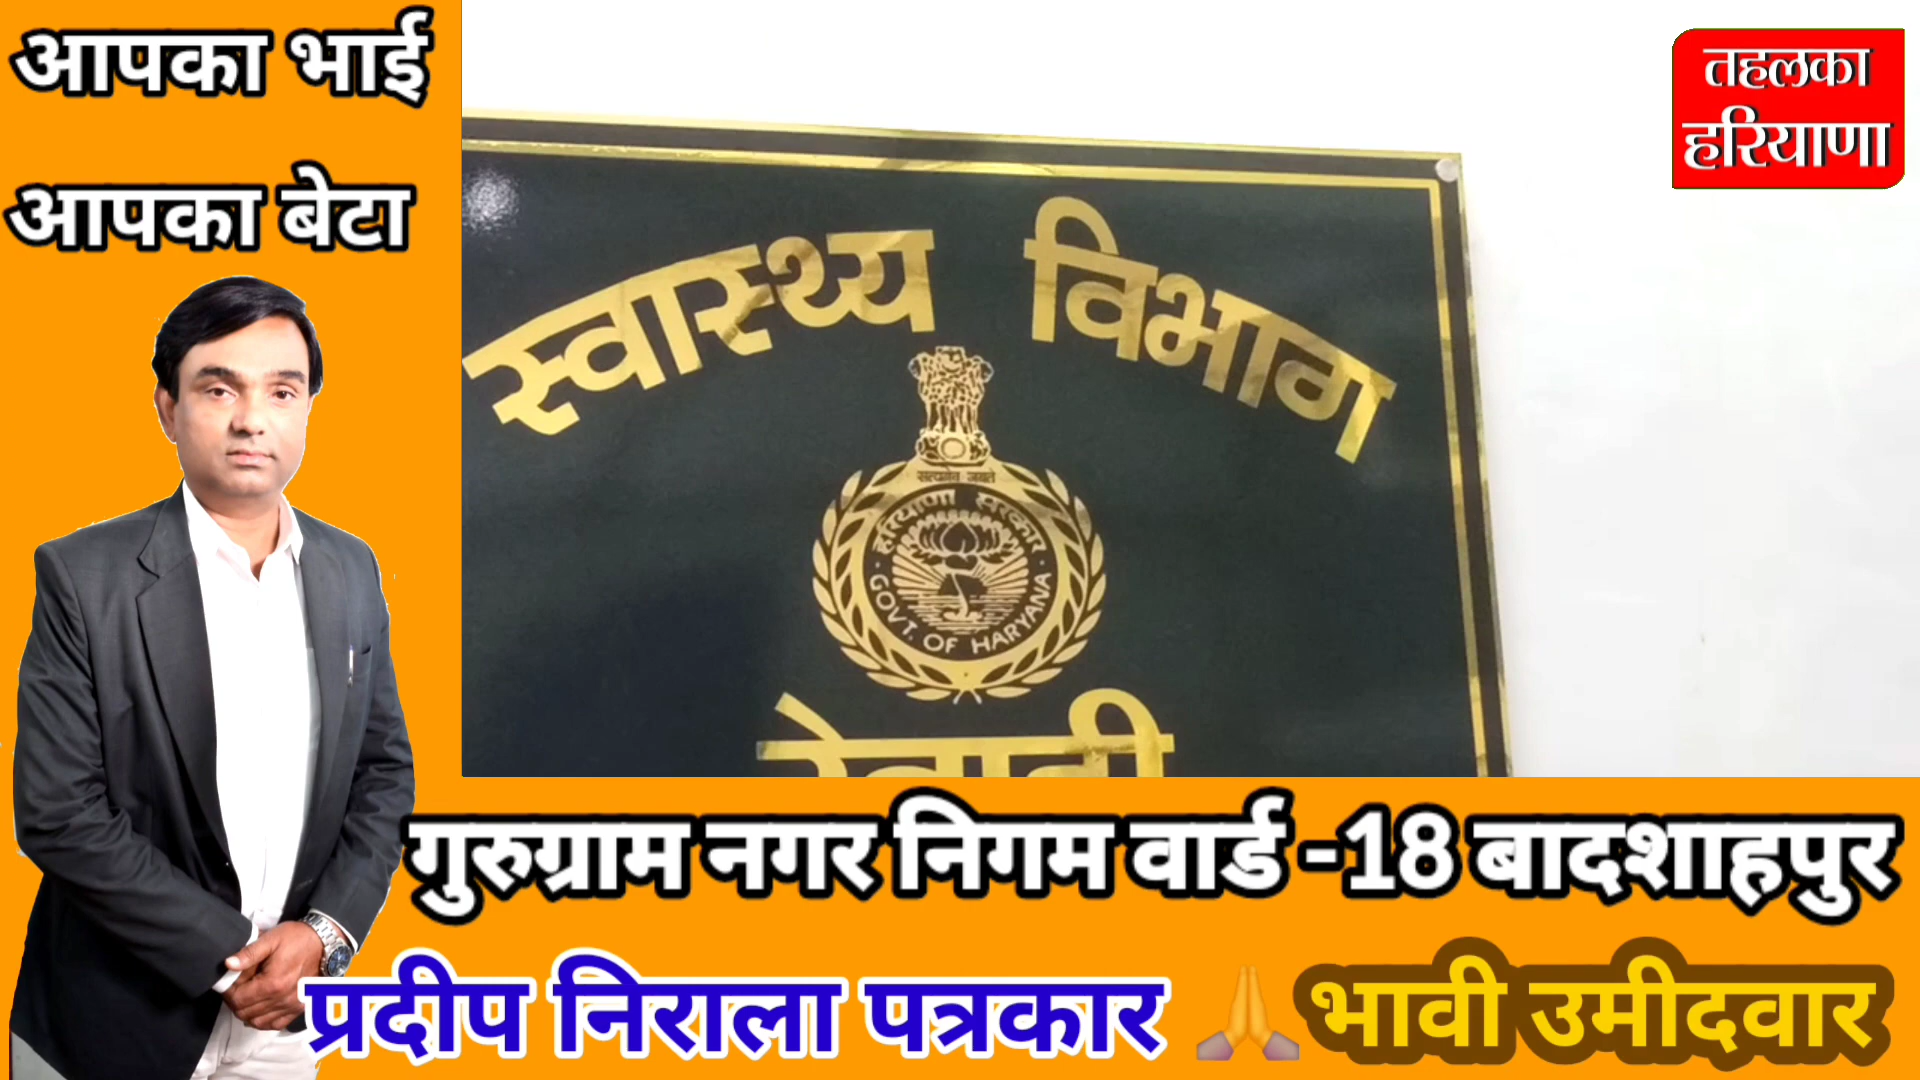 आपका भाई
आपका बेटा
तहलका
हरियाणा
स्वास्थ्य विभाग
सत्यमेव जयते
हरियाणा सरकार
GOVT. OF HARYANA
रेवाड़ी
गुरुग्राम नगर निगम वार्ड -18 बादशाहपुर
प्रदीप निराला पत्रकार 🙏 भावी उमीदवार